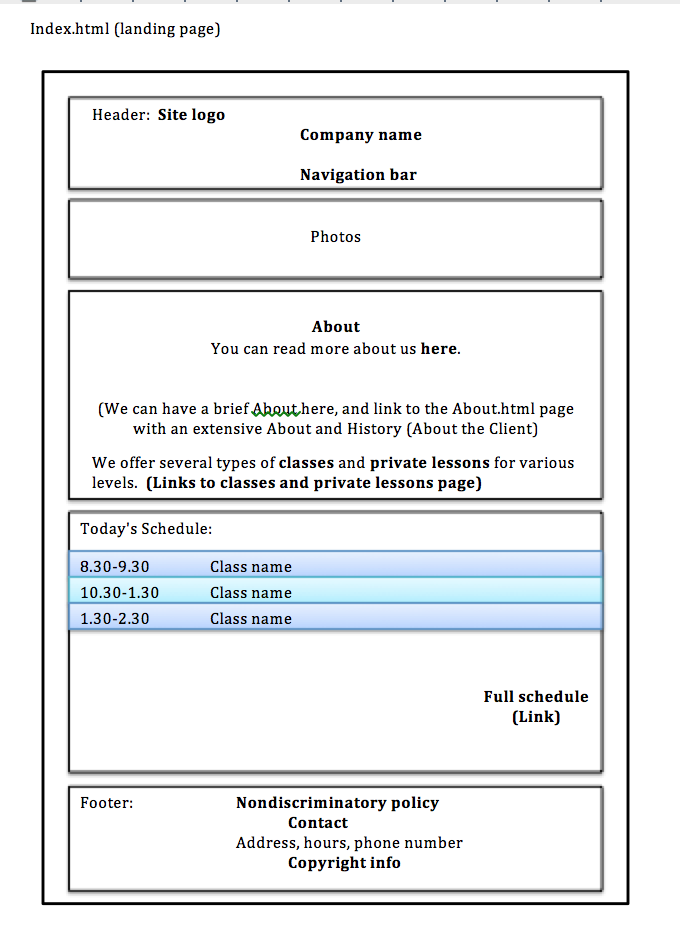 Index.html (landing page)
Header: Site logo
Company name
Navigation bar
Photos
About
You can read more about us here.
(We can have a brief About here, and link to the About.html page
with an extensive About and History (About the Client)
We offer several types of classes and private lessons for various
levels. (Links to classes and private lessons page)
Today's Schedule:
8.30-9.30 Class name
10.30-1.30 Class name
1.30-2.30 Class name
Full schedule
(Link)
Footer: Nondiscriminatory policy
Contact
Address, hours, phone number
Copyright info